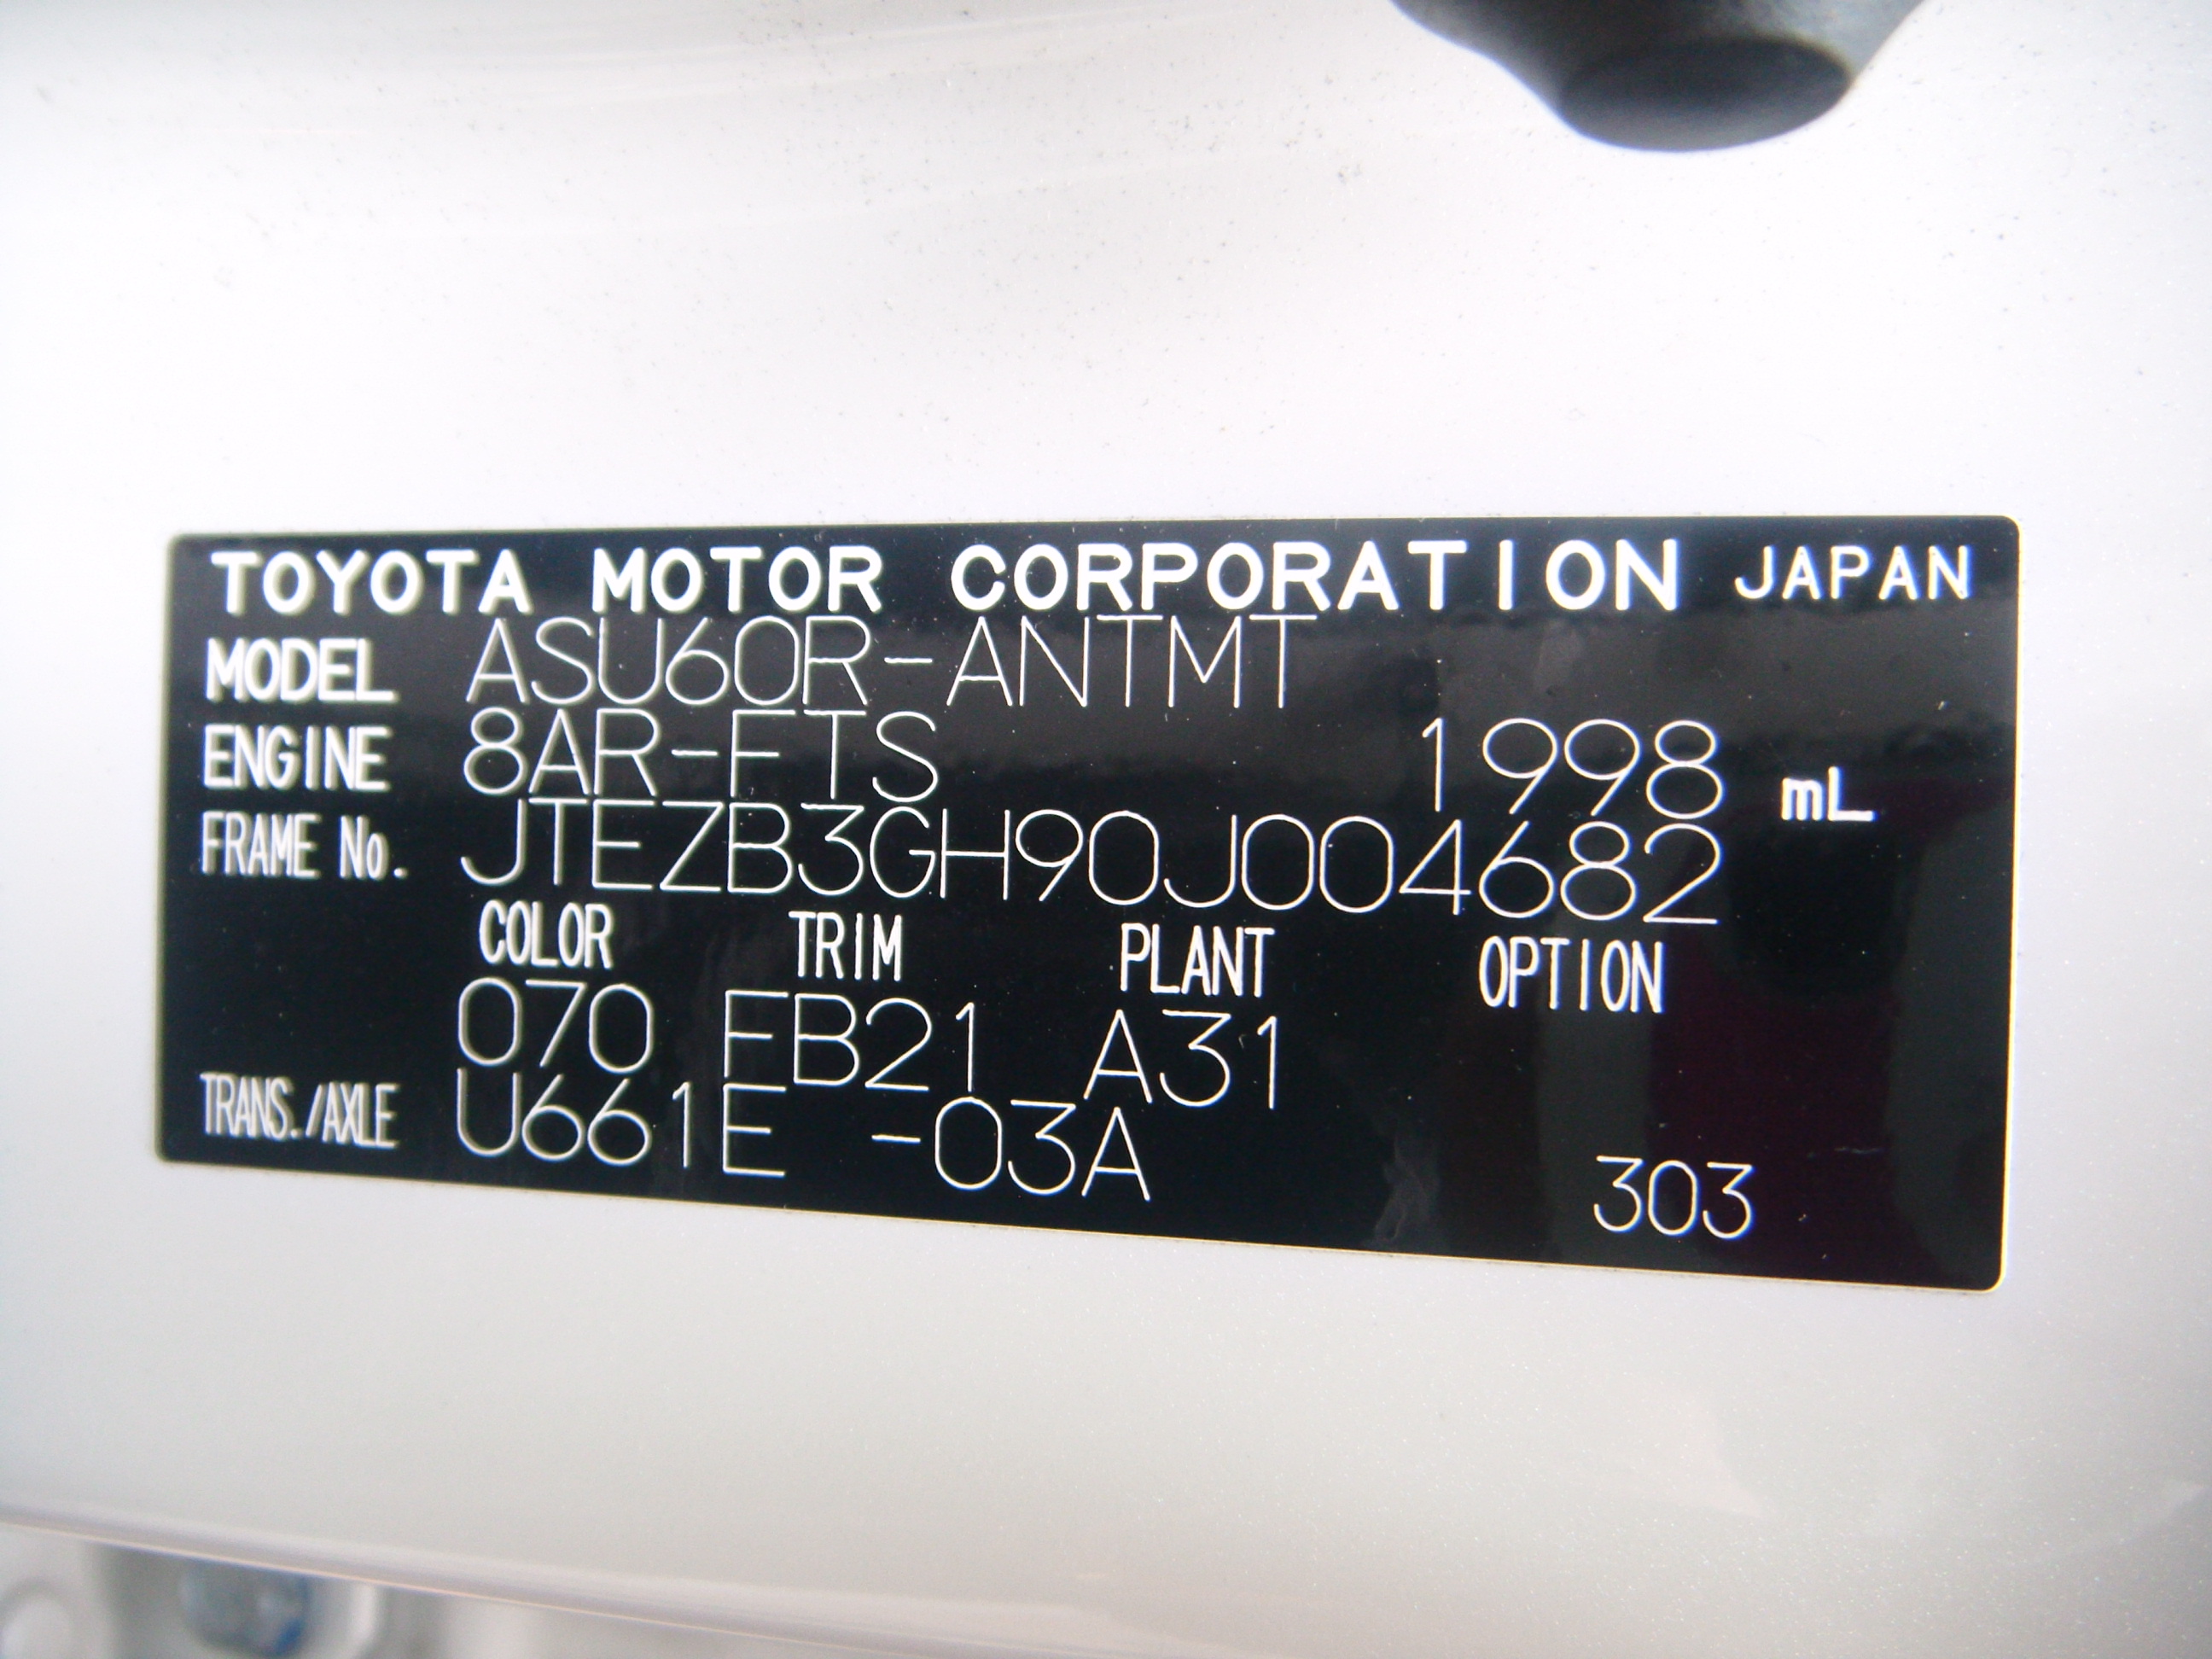 TOYOTA MOTOR CORPORATION JAPAN
MODEL ASU60R-ANTMT
ENGINE 8AR-FTS 1998 mL
FRAME No. JTEZB3GH90J004682
COLOR TRIM PLANT OPTION
070 FB21 A31
TRANS./AXLE U661E -03A
303